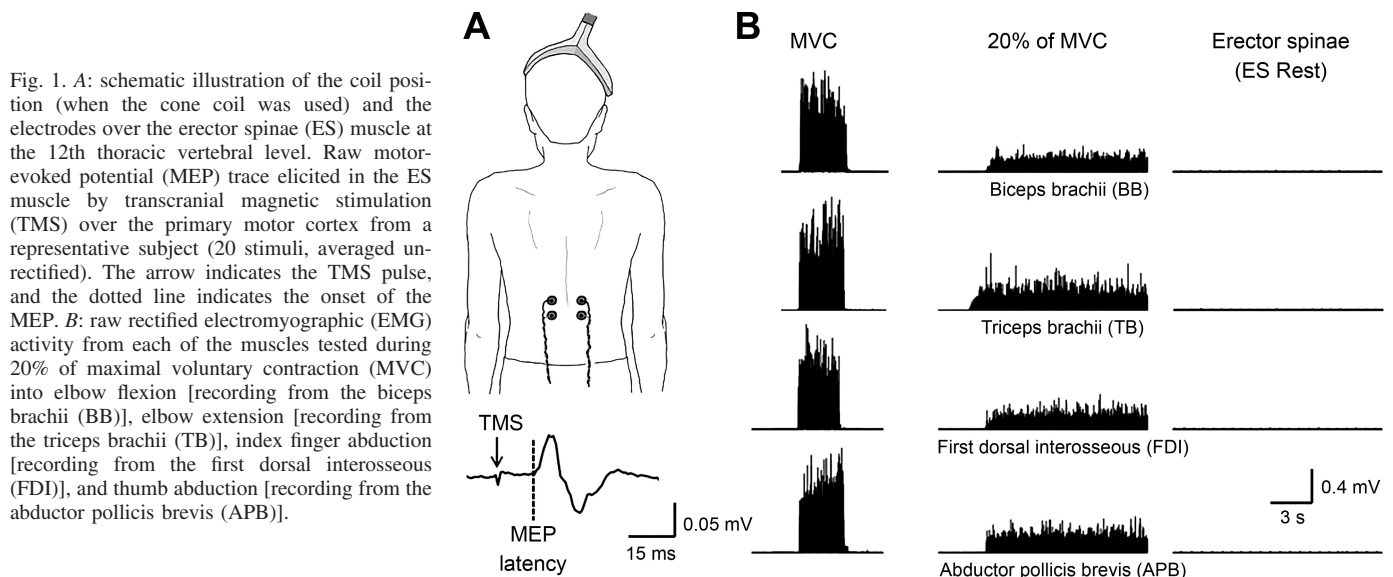 Fig. 1. A: schematic illustration of the coil posi-
tion (when the cone coil was used) and the
electrodes over the erector spinae (ES) muscle at
the 12th thoracic vertebral level. Raw motor-
evoked potential (MEP) trace elicited in the ES
muscle by transcranial magnetic stimulation
(TMS) over the primary motor cortex from a
representative subject (20 stimuli, averaged un-
rectified). The arrow indicates the TMS pulse,
and the dotted line indicates the onset of the
MEP. B: raw rectified electromyographic (EMG)
activity from each of the muscles tested during
20% of maximal voluntary contraction (MVC)
into elbow flexion [recording from the biceps
brachii (BB)], elbow extension [recording from
the triceps brachii (TB)], index finger abduction
[recording from the first dorsal interosseous
(FDI)], and thumb abduction [recording from the
abductor pollicis brevis (APB)].
A
TMS
MEP
latency
0.05 mV
15 ms
B
MVC
20% of MVC
Erector spinae
(ES Rest)
Biceps brachii (BB)
Triceps brachii (TB)
First dorsal interosseous (FDI)
0.4 mV
3 s
Abductor pollicis brevis (APB)